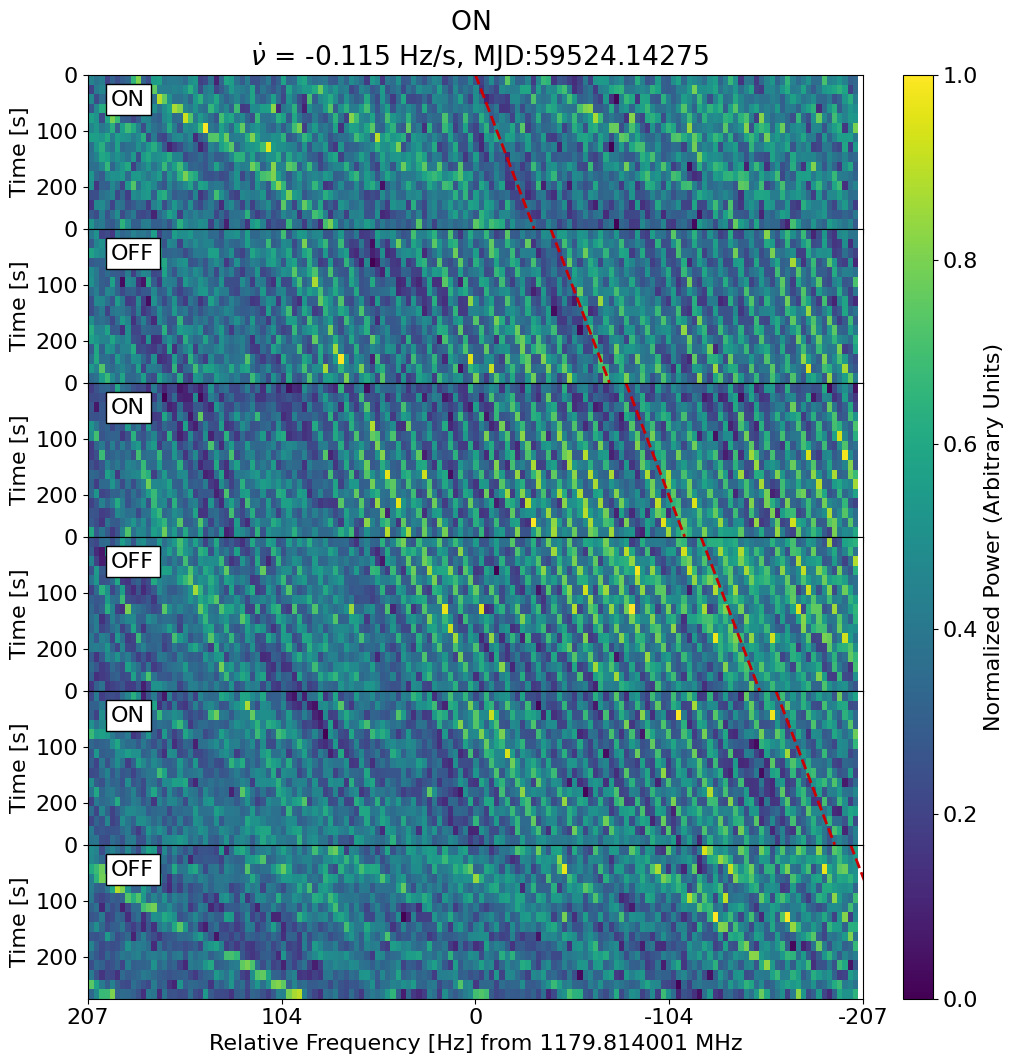 ON
ν̇ = -0.115 Hz/s, MJD:59524.14275
0
ON
100
200
Time [s]
0
OFF
100
200
Time [s]
0
ON
100
200
Time [s]
0
OFF
100
200
Time [s]
0
ON
100
200
Time [s]
0
OFF
100
200
Time [s]
207 104 0 -104 -207
Relative Frequency [Hz] from 1179.814001 MHz
1.0
0.8
0.6
0.4
0.2
0.0
Normalized Power (Arbitrary Units)